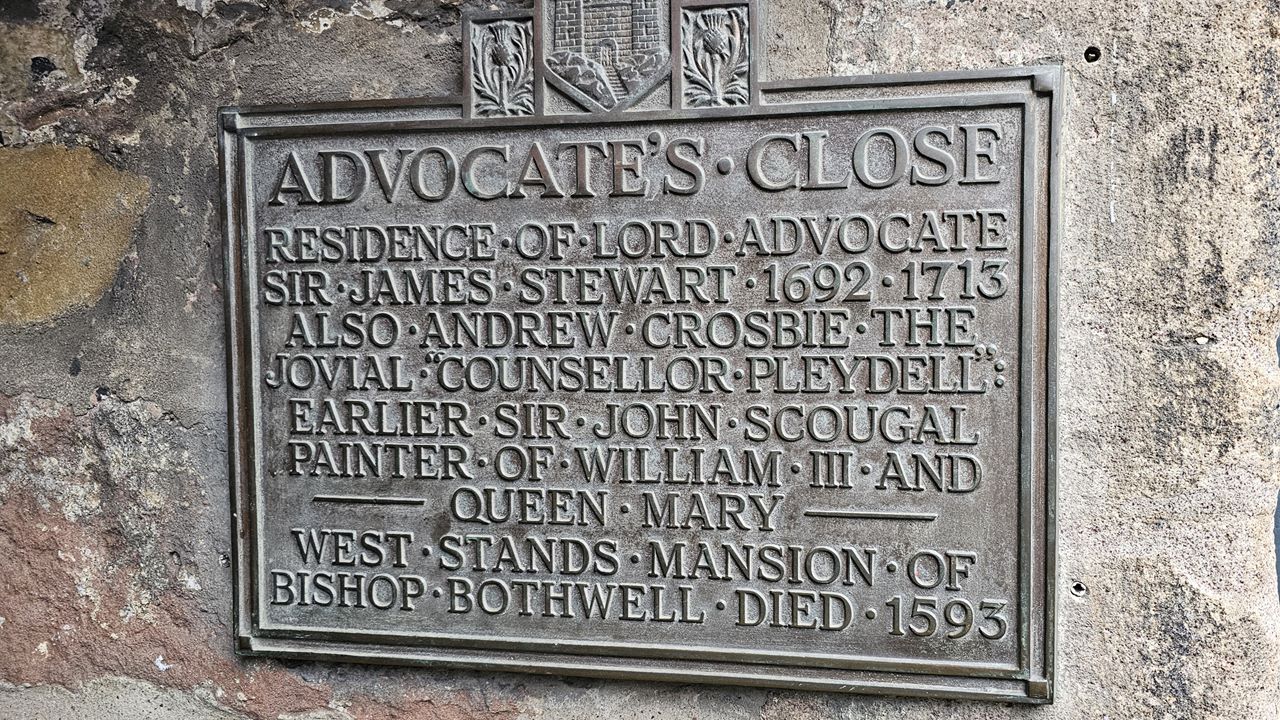 ADVOCATE'S·CLOSE
RESIDENCE·OF·LORD·ADVOCATE
SIR·JAMES·STEWART·1692·1713
ALSO·ANDREW·CROSBIE·THE
JOVIAL·"COUNSELLOR·PLEYDELL":
EARLIER·SIR·JOHN·SCOUGAL
PAINTER·OF·WILLIAM·III·AND
QUEEN·MARY
WEST·STANDS·MANSION·OF
BISHOP·BOTHWELL·DIED·1593